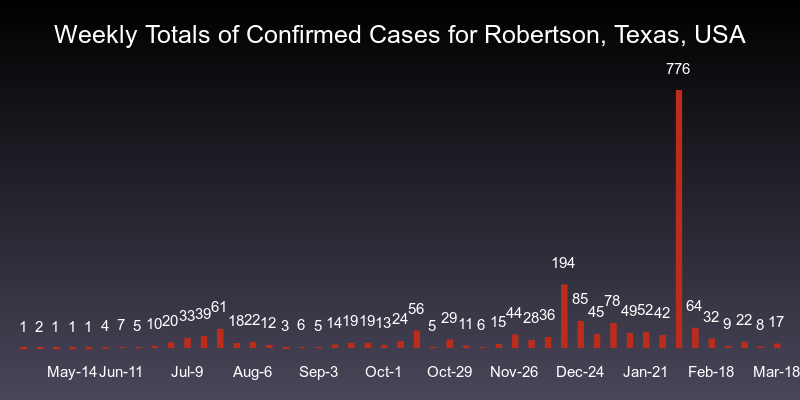 Weekly Totals of Confirmed Cases for Robertson, Texas, USA
776
194
1 2 1 1 1 4 7 5 10 20 33 39 61 18 22 12 3 6 5 14 19 19 13 24 56 5 29 11 6 15 44 28 36 85 45 78 49 52 42 64 32 9 22 8 17
May-14 Jun-11 Jul-9 Aug-6 Sep-3 Oct-1 Oct-29 Nov-26 Dec-24 Jan-21 Feb-18 Mar-18